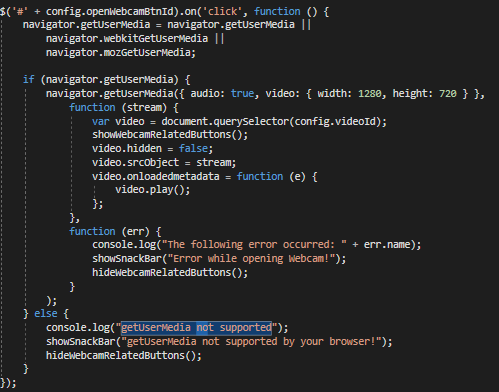 $('#' + config.openWebcamBtnId).on('click', function () {
navigator.getUserMedia = navigator.getUserMedia ||
navigator.webkitGetUserMedia ||
navigator.mozGetUserMedia;
if (navigator.getUserMedia) {
navigator.getUserMedia({ audio: true, video: { width: 1280, height: 720 } },
function (stream) {
var video = document.querySelector(config.videoId);
showWebcamRelatedButtons();
video.hidden = false;
video.srcObject = stream;
video.onloadedmetadata = function (e) {
video.play();
};
},
function (err) {
console.log("The following error occurred: " + err.name);
showSnackBar("Error while opening Webcam!");
hideWebcamRelatedButtons();
}
);
} else {
console.log("getUserMedia not supported");
showSnackBar("getUserMedia not supported by your browser!");
hideWebcamRelatedButtons();
}
});